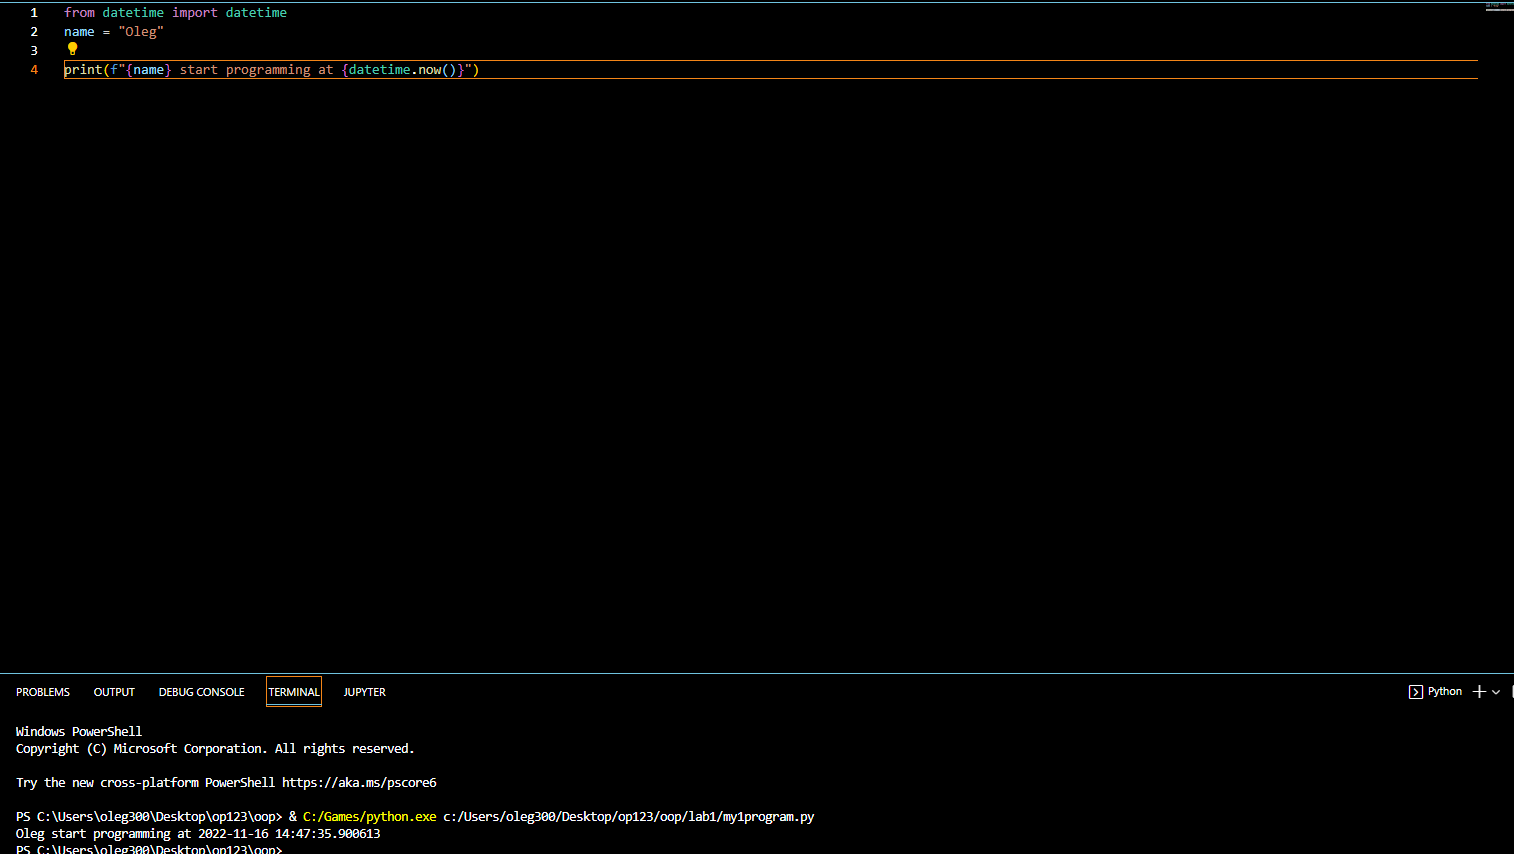 1 from datetime import datetime
2 name = "Oleg"
3
4 print(f"{name} start programming at {datetime.now()}")
PROBLEMS OUTPUT DEBUG CONSOLE TERMINAL JUPYTER Python
Windows PowerShell
Copyright (C) Microsoft Corporation. All rights reserved.
Try the new cross-platform PowerShell https://aka.ms/pscore6
PS C:\Users\oleg300\Desktop\op123\oop> & C:/Games/python.exe c:/Users/oleg300/Desktop/op123/oop/lab1/my1program.py
Oleg start programming at 2022-11-16 14:47:35.900613
PS C:\Users\oleg300\Desktop\op123\oop>